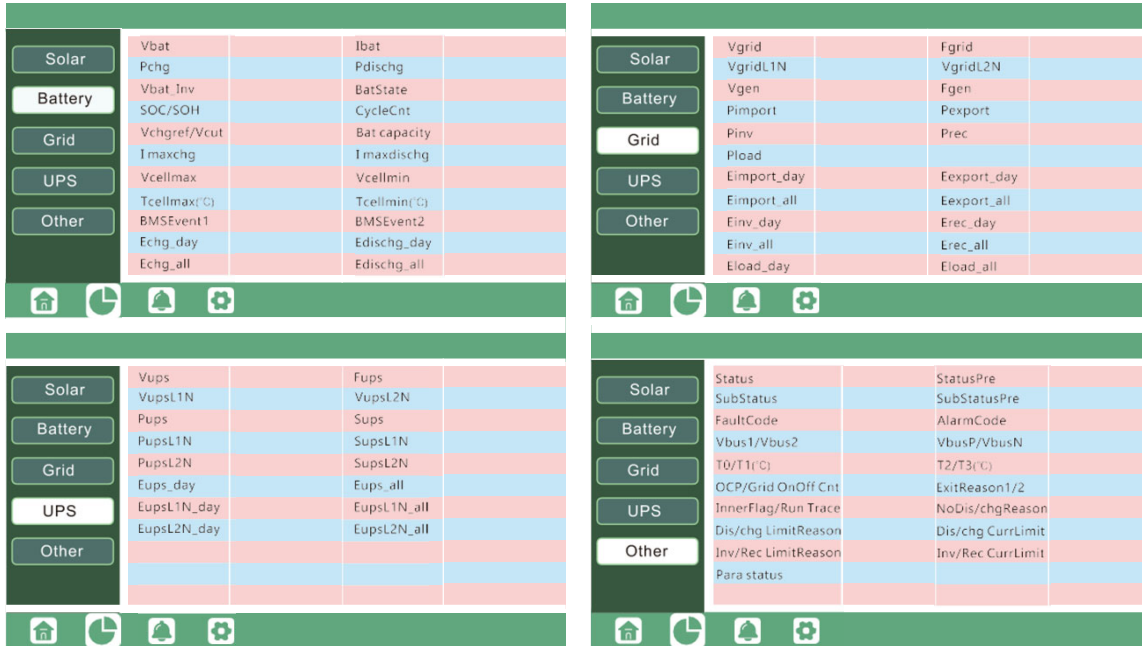 Solar
Battery
Grid
UPS
Other
Vbat Ibat
Pchg Pdischg
Vbat_Inv BatState
SOC/SOH CycleCnt
Vchgref/Vcut Bat capacity
Imaxchg Imaxdischg
Vcellmax Vcellmin
Tcellmax(℃) Tcellmin(℃)
BMSEvent1 BMSEvent2
Echg_day Edischg_day
Echg_all Edischg_all
Solar
Battery
Grid
UPS
Other
Vgrid Fgrid
VgridL1N VgridL2N
Vgen Fgen
Pimport Pexport
Pinv Prec
Pload
Eimport_day Eexport_day
Eimport_all Eexport_all
Einv_day Erec_day
Einv_all Erec_all
Eload_day Eload_all
Solar
Battery
Grid
UPS
Other
Vups Fups
VupsL1N VupsL2N
Pups Sups
PupsL1N SupsL1N
PupsL2N SupsL2N
Eups_day Eups_all
EupsL1N_day EupsL1N_all
EupsL2N_day EupsL2N_all
Solar
Battery
Grid
UPS
Other
Status StatusPre
SubStatus SubStatusPre
FaultCode AlarmCode
Vbus1/Vbus2 VbusP/VbusN
T0/T1(℃) T2/T3(℃)
OCP/Grid OnOff Cnt ExitReason1/2
InnerFlag/Run Trace NoDis/chgReason
Dis/chg LimitReason Dis/chg CurrLimit
Inv/Rec LimitReason Inv/Rec CurrLimit
Para status